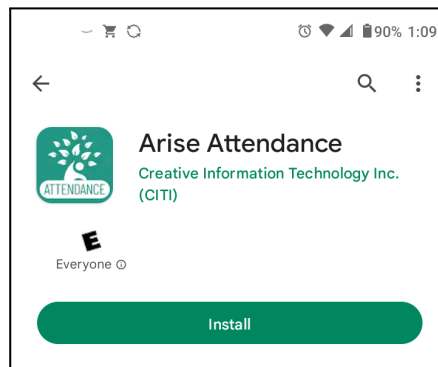 90% 1:09
Arise Attendance
Creative Information Technology Inc.
(CITI)
ATTENDANCE
E
Everyone
Install